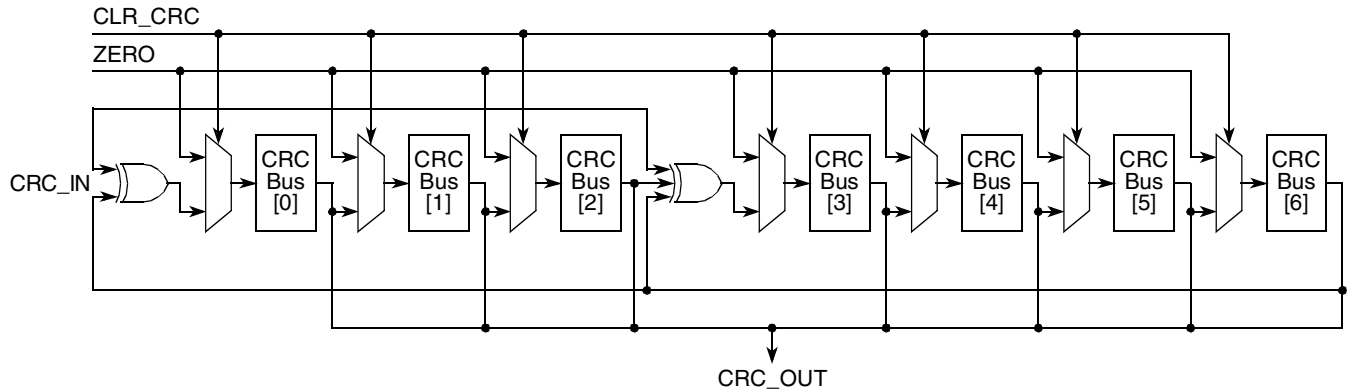 CLR_CRC
ZERO
CRC_IN
CRC
Bus
[0]
CRC
Bus
[1]
CRC
Bus
[2]
CRC
Bus
[3]
CRC
Bus
[4]
CRC
Bus
[5]
CRC
Bus
[6]
CRC_OUT